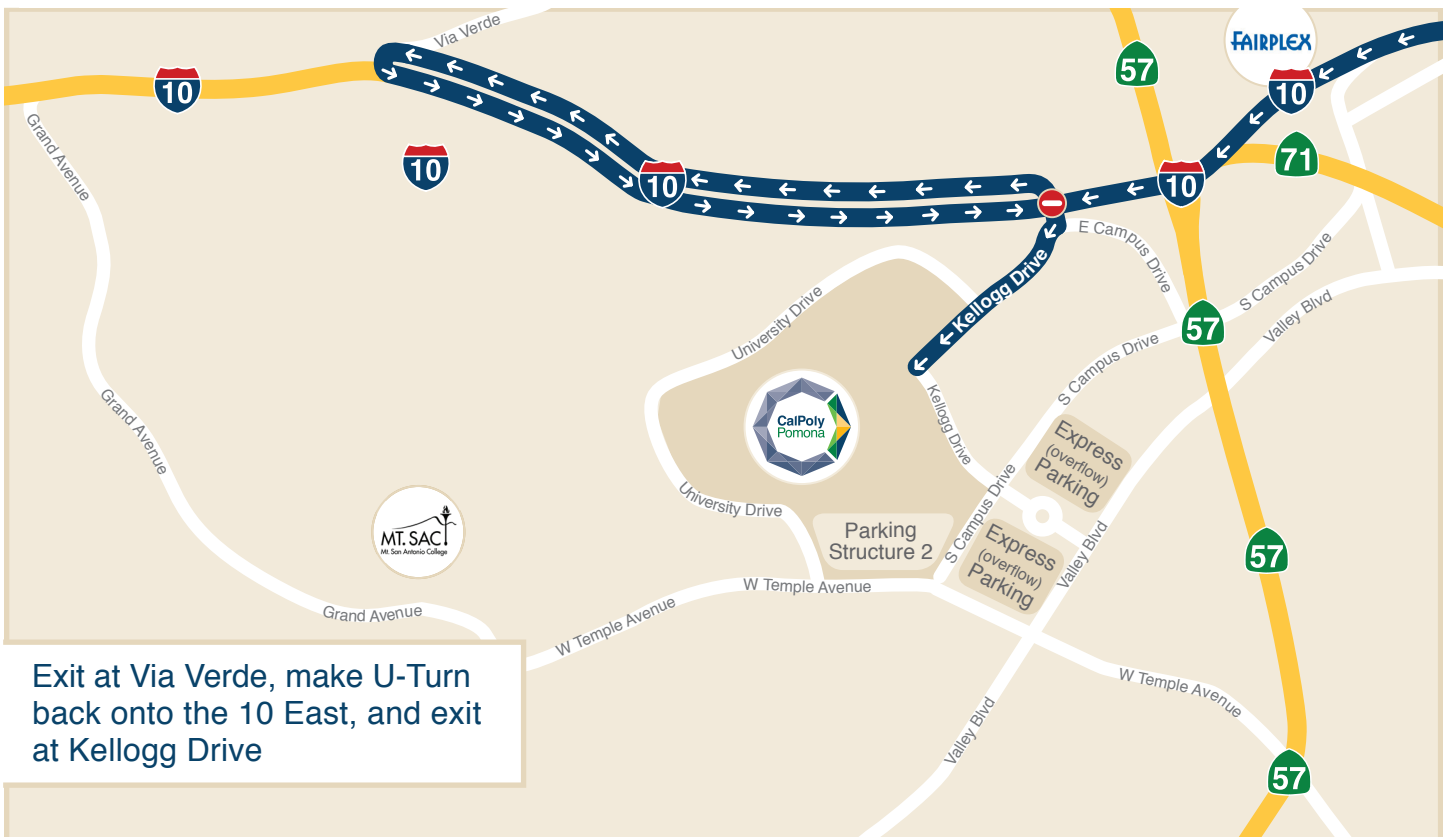 Via Verde
57
FAIRPLEX
10
10
10
Grand Avenue
10
10
71
E Campus Drive
S Campus Drive
Valley Blvd
Kellogg Drive
University Drive
57
S Campus Drive
Grand Avenue
Kellogg Drive
CalPoly
Pomona
Express
(overflow)
Parking
University Drive
S Campus Drive
Parking
Structure 2
Express
(overflow)
Parking
Valley Blvd
57
MT. SAC
Mt. San Antonio College
W Temple Avenue
Grand Avenue
W Temple Avenue
W Temple Avenue
Valley Blvd
57
Exit at Via Verde, make U-Turn
back onto the 10 East, and exit
at Kellogg Drive